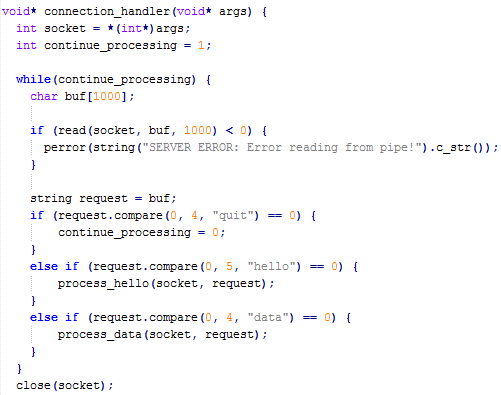 void* connection_handler(void* args) {
  int socket = *(int*)args;
  int continue_processing = 1;

  while(continue_processing) {
    char buf[1000];

    if (read(socket, buf, 1000) < 0) {
      perror(string("SERVER ERROR: Error reading from pipe!").c_str());
    }

    string request = buf;
    if (request.compare(0, 4, "quit") == 0) {
        continue_processing = 0;
    }
    else if (request.compare(0, 5, "hello") == 0) {
        process_hello(socket, request);
    }
    else if (request.compare(0, 4, "data") == 0) {
        process_data(socket, request);
    }
  }
  close(socket);